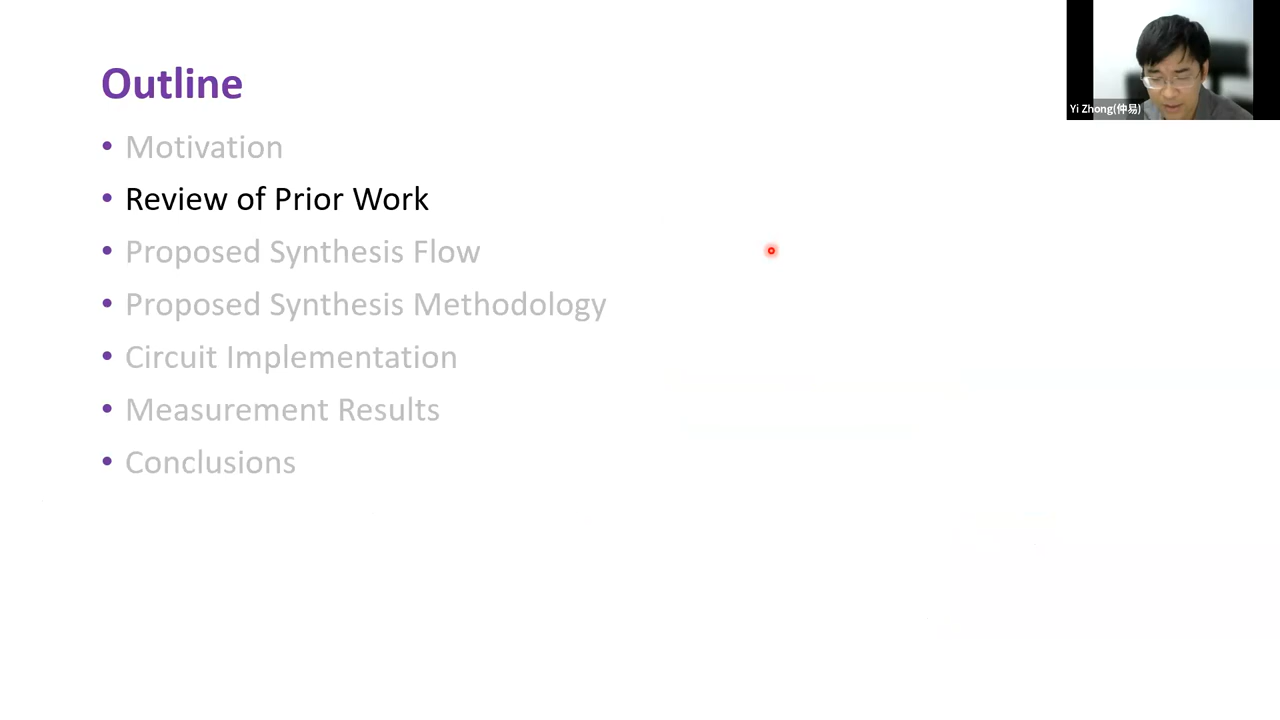 Outline
• Motivation
• Review of Prior Work
• Proposed Synthesis Flow
• Proposed Synthesis Methodology
• Circuit Implementation
• Measurement Results
• Conclusions
Yi Zhong(仲易)